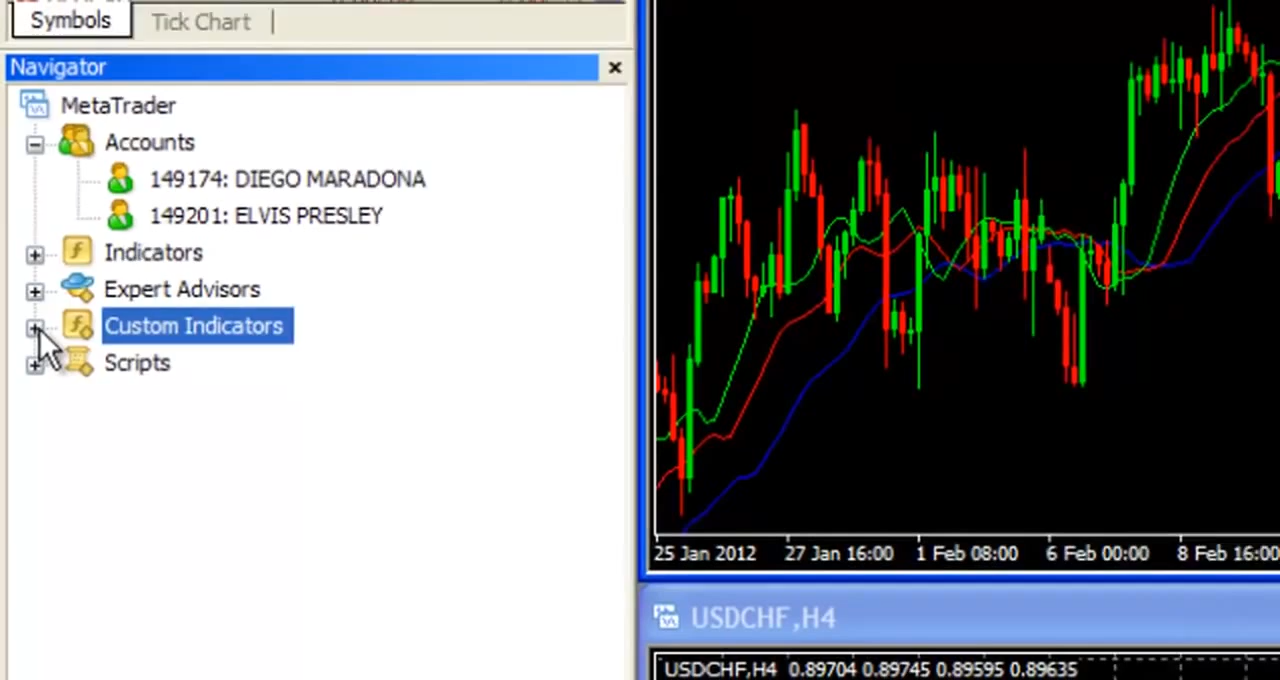 Symbols
Tick Chart
Navigator
MetaTrader
Accounts
149174: DIEGO MARADONA
149201: ELVIS PRESLEY
Indicators
Expert Advisors
Custom Indicators
Scripts
25 Jan 2012 27 Jan 16:00 1 Feb 08:00 6 Feb 00:00 8 Feb 16:00
USDCHF,H4
USDCHF,H4 0.89704 0.89745 0.89595 0.89635